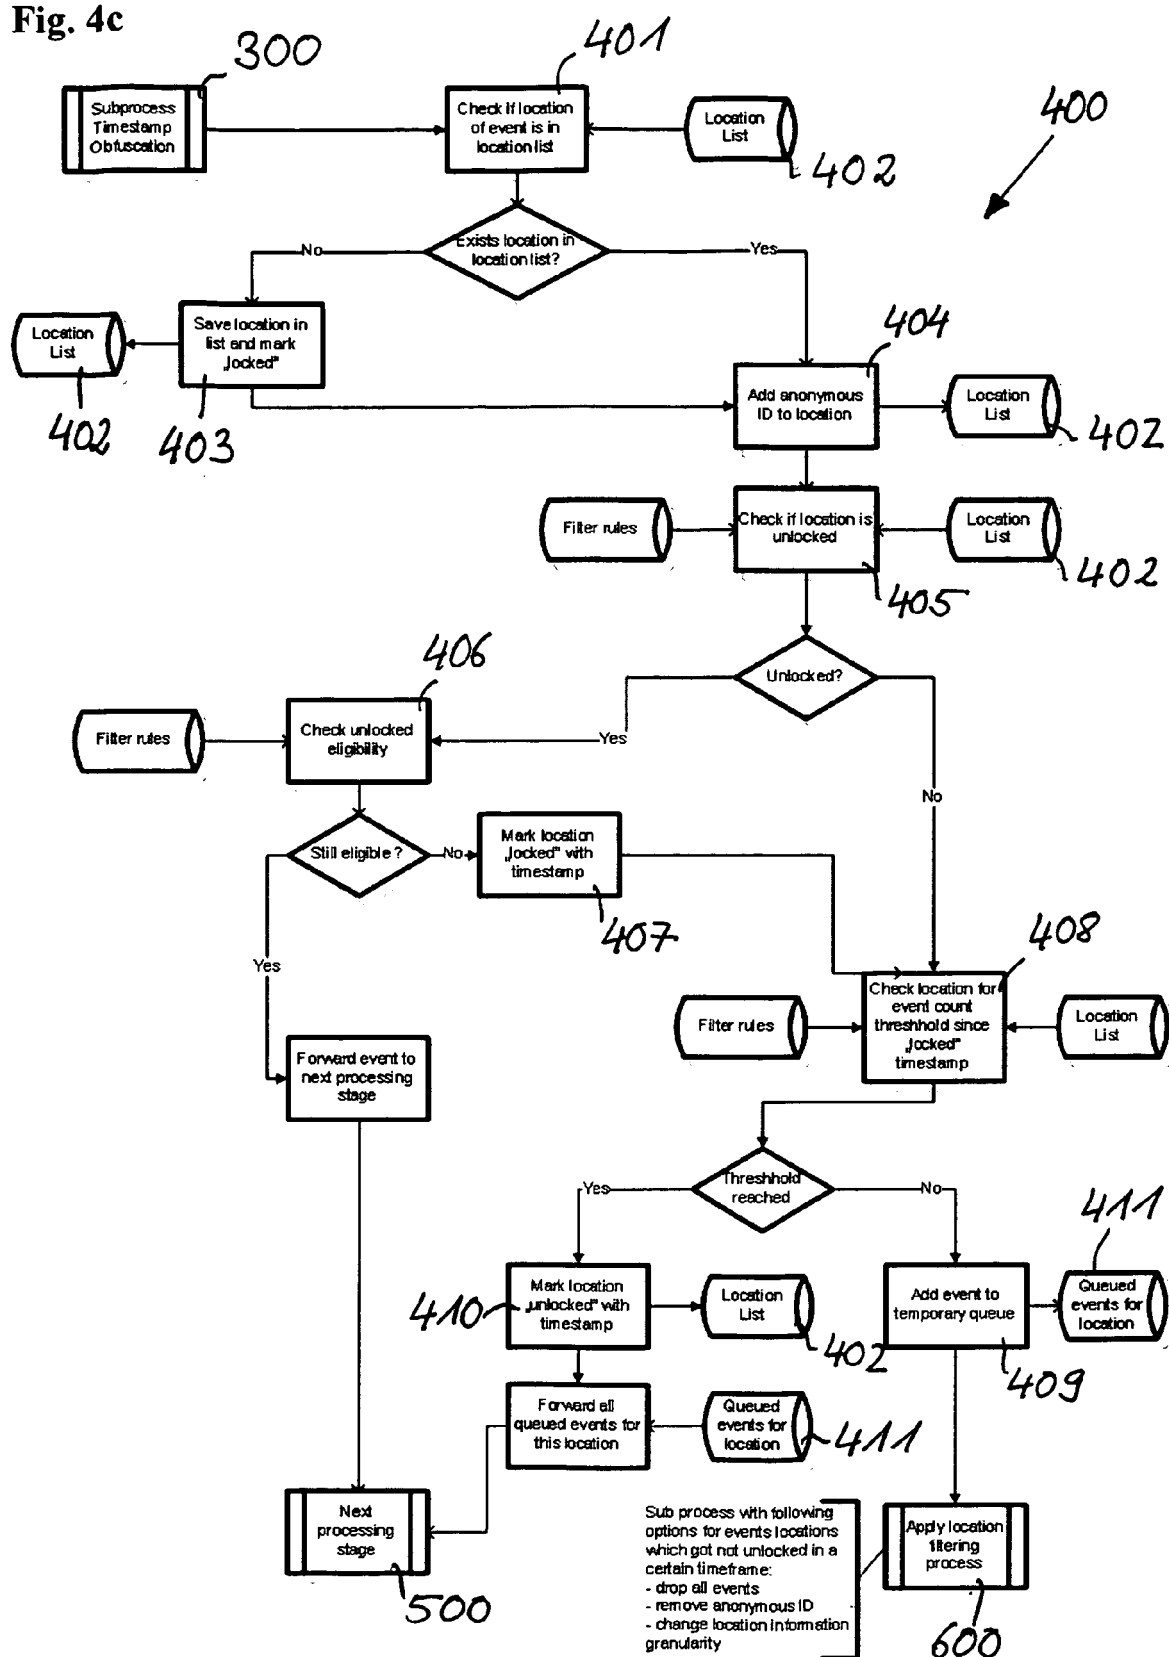 Fig. 4c
300
401
400
Subprocess
Timestamp
Obfuscation
Check if location
of event is in
location list
Location
List
402
Exists location in
location list?
No
Yes
Location
List
402
Save location in
list and mark
„locked"
403
404
Add anonymous
ID to location
Location
List
402
Filter rules
Check if location is
unlocked
405
Location
List
402
406
Unlocked?
Filter rules
Check unlocked
eligibility
Yes
No
Still eligible ?
No
Mark location
„locked" with
timestamp
407
Yes
408
Filter rules
Check location for
event count
threshhold since
„locked"
timestamp
Location
List
Forward event to
next processing
stage
Threshhold
reached
Yes
No
411
410
Mark location
„unlocked" with
timestamp
Location
List
402
Add event to
temporary queue
409
Queued
events for
location
Forward all
queued events for
this location
Queued
events for
location
411
Next
processing
stage
500
Sub process with following
options for events locations
which got not unlocked in a
certain timeframe:
- drop all events
- remove anonymous ID
- change location information
granularity
Apply location
filtering
process
600